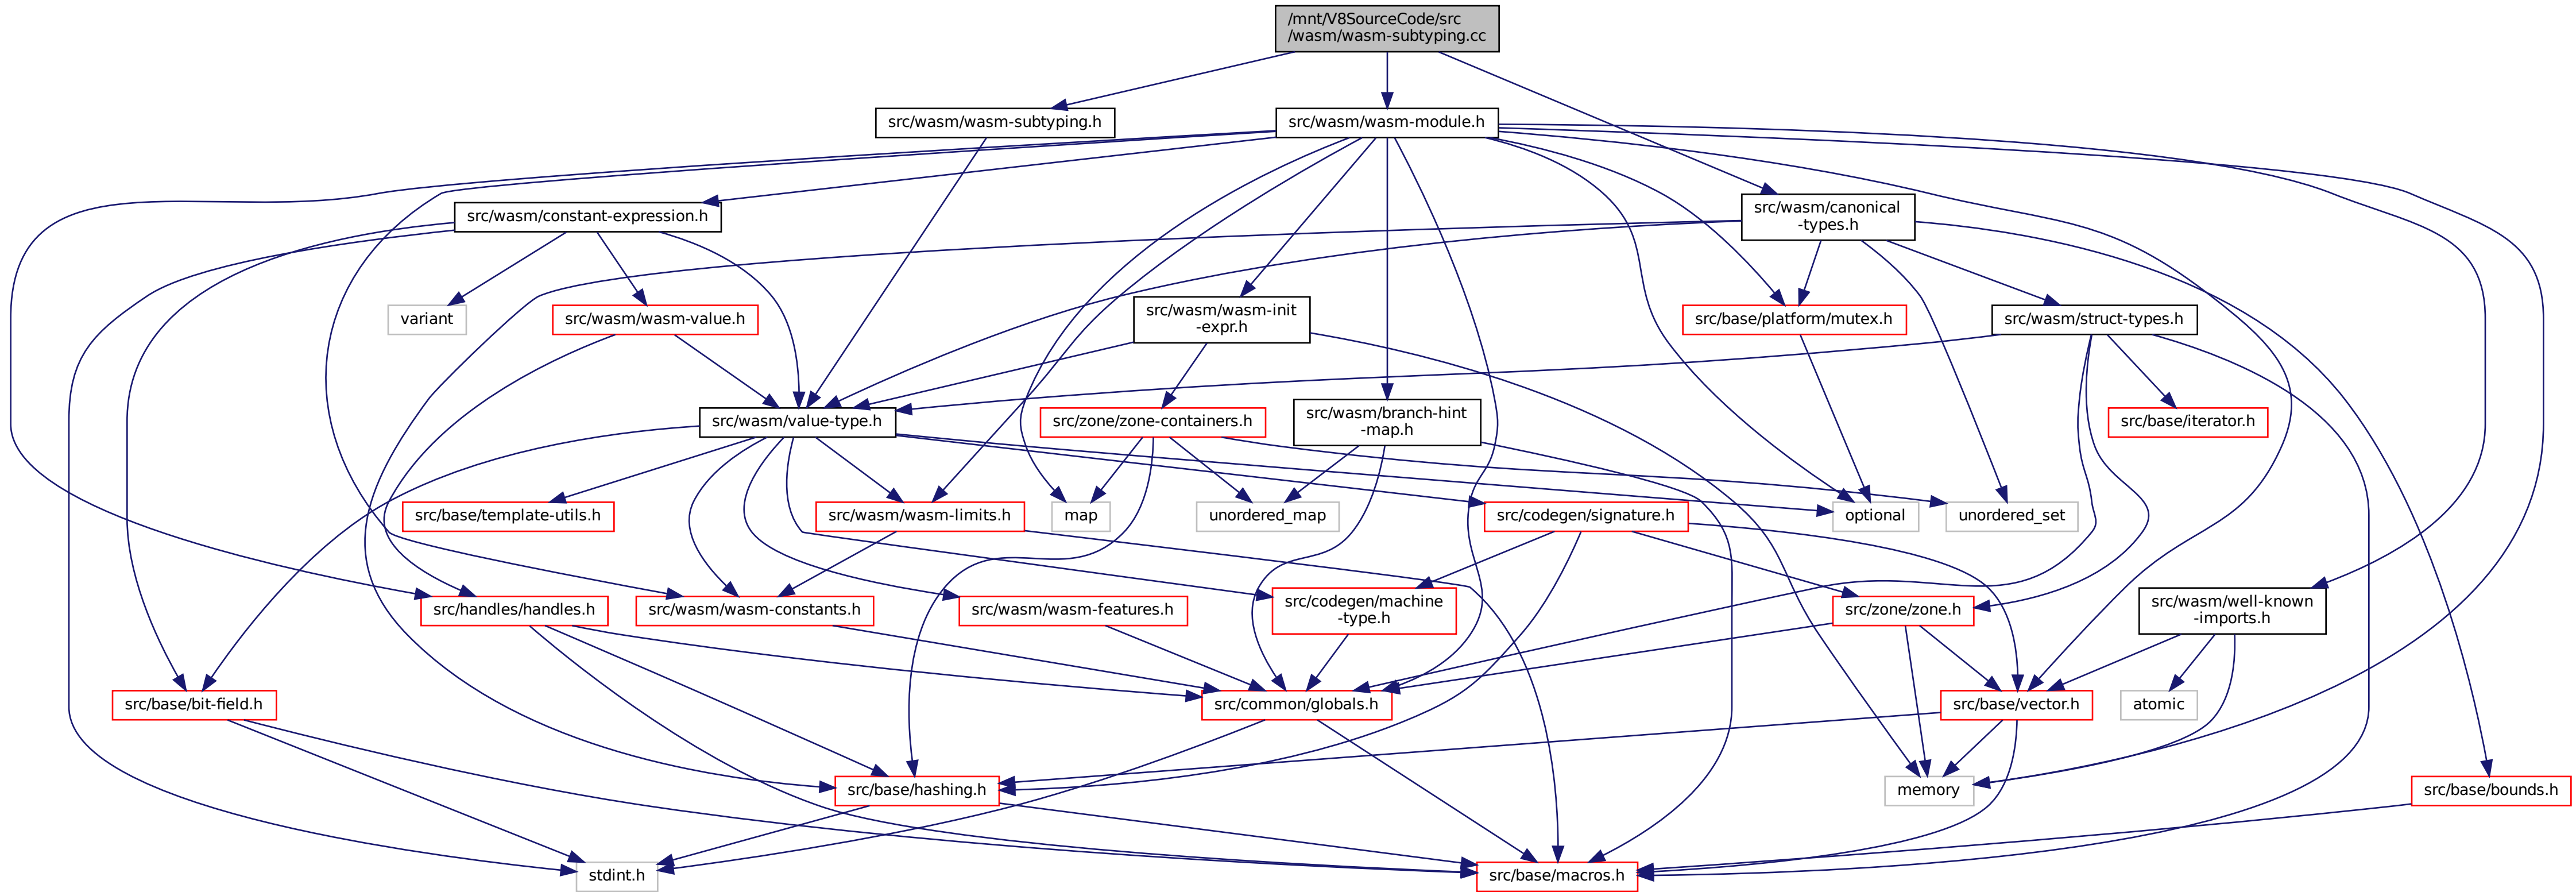 /mnt/V8SourceCode/src
/wasm/wasm-subtyping.cc
src/wasm/wasm-subtyping.h
src/wasm/wasm-module.h
src/wasm/constant-expression.h
src/wasm/canonical
-types.h
variant
src/wasm/wasm-value.h
src/wasm/wasm-init
-expr.h
src/base/platform/mutex.h
src/wasm/struct-types.h
src/wasm/value-type.h
src/zone/zone-containers.h
src/wasm/branch-hint
-map.h
src/base/iterator.h
src/base/template-utils.h
src/wasm/wasm-limits.h
map
unordered_map
src/codegen/signature.h
optional
unordered_set
src/handles/handles.h
src/wasm/wasm-constants.h
src/wasm/wasm-features.h
src/codegen/machine
-type.h
src/zone/zone.h
src/wasm/well-known
-imports.h
src/base/bit-field.h
src/common/globals.h
src/base/vector.h
atomic
src/base/hashing.h
memory
src/base/bounds.h
stdint.h
src/base/macros.h